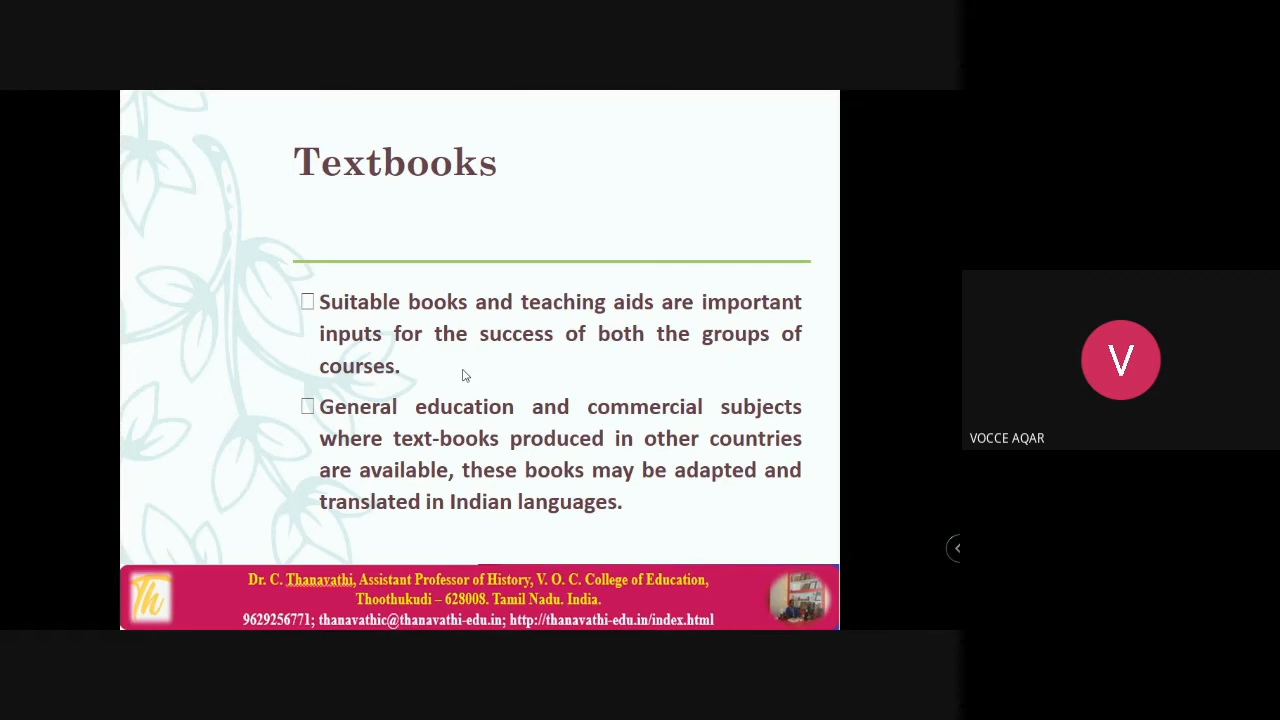 Textbooks
Suitable books and teaching aids are important
inputs for the success of both the groups of
courses.
General education and commercial subjects
where text-books produced in other countries
are available, these books may be adapted and
translated in Indian languages.
Th
Dr. C. Thanavathi, Assistant Professor of History, V. O. C. College of Education,
Thoothukudi – 628008. Tamil Nadu. India.
9629256771; thanavathic@thanavathi-edu.in; http://thanavathi-edu.in/index.html
V
VOCCE AQAR